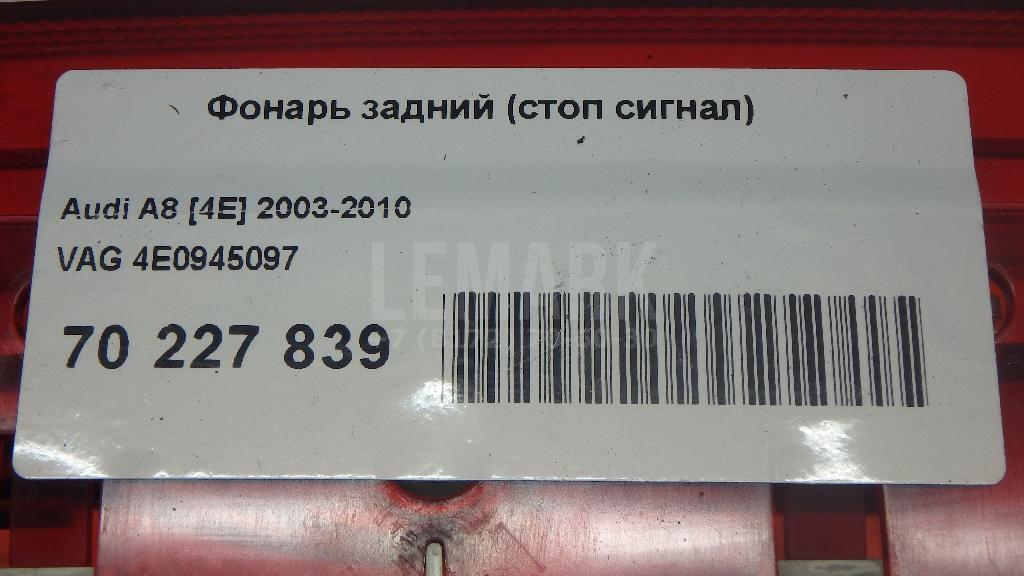 Фонарь задний (стоп сигнал)
Audi A8 [4E] 2003-2010
VAG 4E0945097
LEMARK
70 227 839